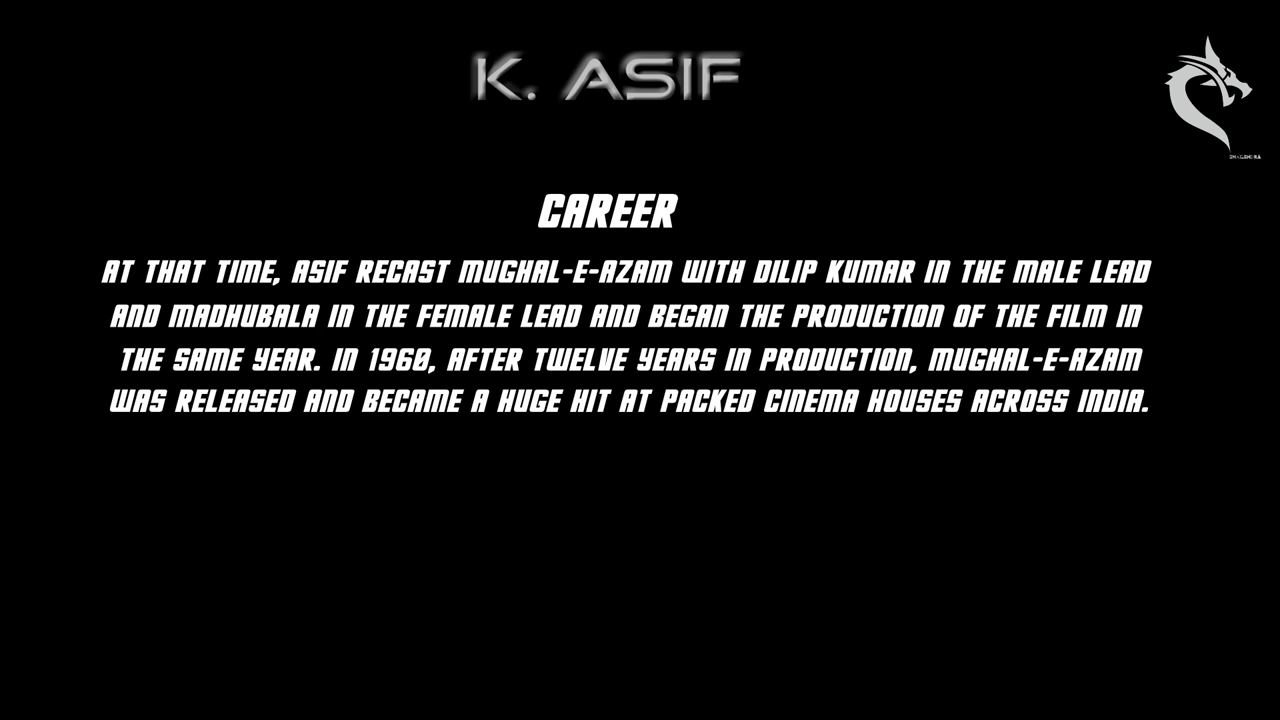 K. ASIF
CAREER
AT THAT TIME, ASIF RECAST MUGHAL-E-AZAM WITH DILIP KUMAR IN THE MALE LEAD
AND MADHUBALA IN THE FEMALE LEAD AND BEGAN THE PRODUCTION OF THE FILM IN
THE SAME YEAR. IN 1960, AFTER TWELVE YEARS IN PRODUCTION, MUGHAL-E-AZAM
WAS RELEASED AND BECAME A HUGE HIT AT PACKED CINEMA HOUSES ACROSS INDIA.